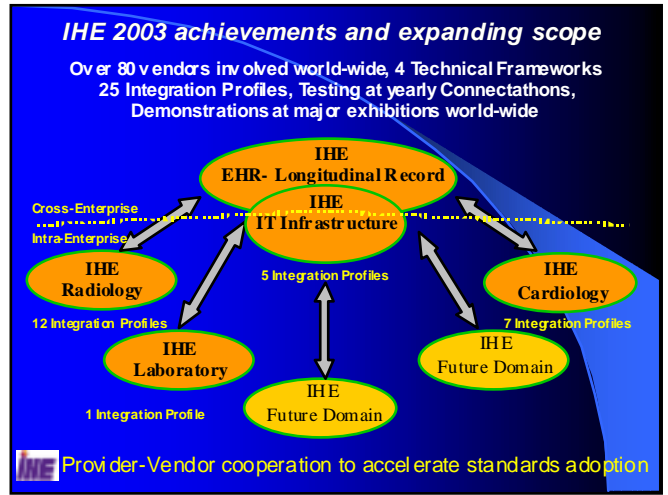 IHE 2003 achievements and expanding scope
Over 80 vendors involved world-wide, 4 Technical Frameworks
25 Integration Profiles, Testing at yearly Connectathons,
Demonstrations at major exhibitions world-wide
IHE
EHR- Longitudinal Record
Cross-Enterprise
IHE
IT Infrastructure
Intra-Enterprise
IHE
Radiology
5 Integration Profiles
IHE
Cardiology
12 Integration Profiles
7 Integration Profiles
IHE
Laboratory
IHE
Future Domain
1 Integration Profile
IHE
Future Domain
IHE
Provider-Vendor cooperation to accelerate standards adoption